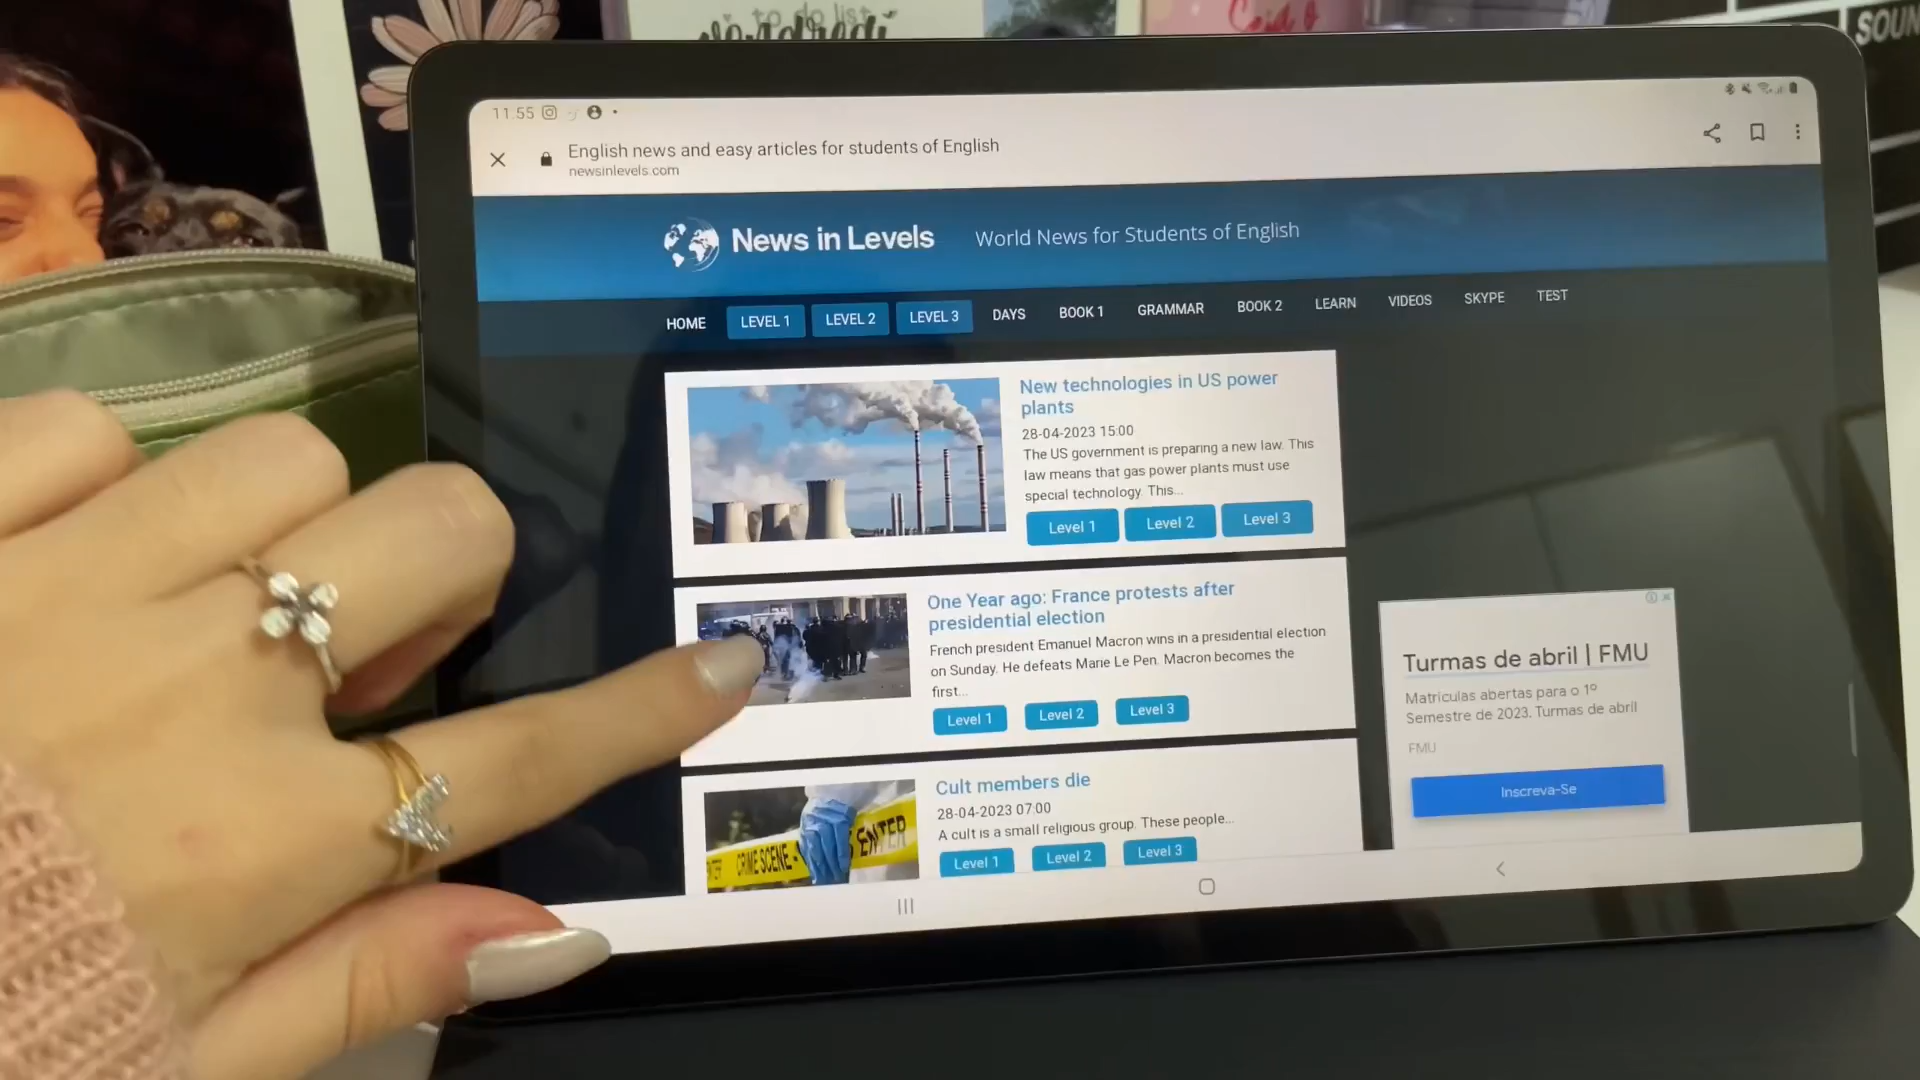 to do list
vendredi
SOUN
11.55
English news and easy articles for students of English
newsinlevels.com
News in Levels
World News for Students of English
HOME LEVEL 1 LEVEL 2 LEVEL 3 DAYS BOOK 1 GRAMMAR BOOK 2 LEARN VIDEOS SKYPE TEST
New technologies in US power
plants
28-04-2023 15:00
The US government is preparing a new law. This
law means that gas power plants must use
special technology. This...
Level 1 Level 2 Level 3
One Year ago: France protests after
presidential election
French president Emanuel Macron wins in a presidential election
on Sunday. He defeats Marie Le Pen. Macron becomes the
first...
Level 1 Level 2 Level 3
Cult members die
28-04-2023 07:00
A cult is a small religious group. These people...
Level 1 Level 2 Level 3
CRIME SCENE
ENTER
Turmas de abril | FMU
Matrículas abertas para o 1º
Semestre de 2023. Turmas de abril
FMU
Inscreva-Se